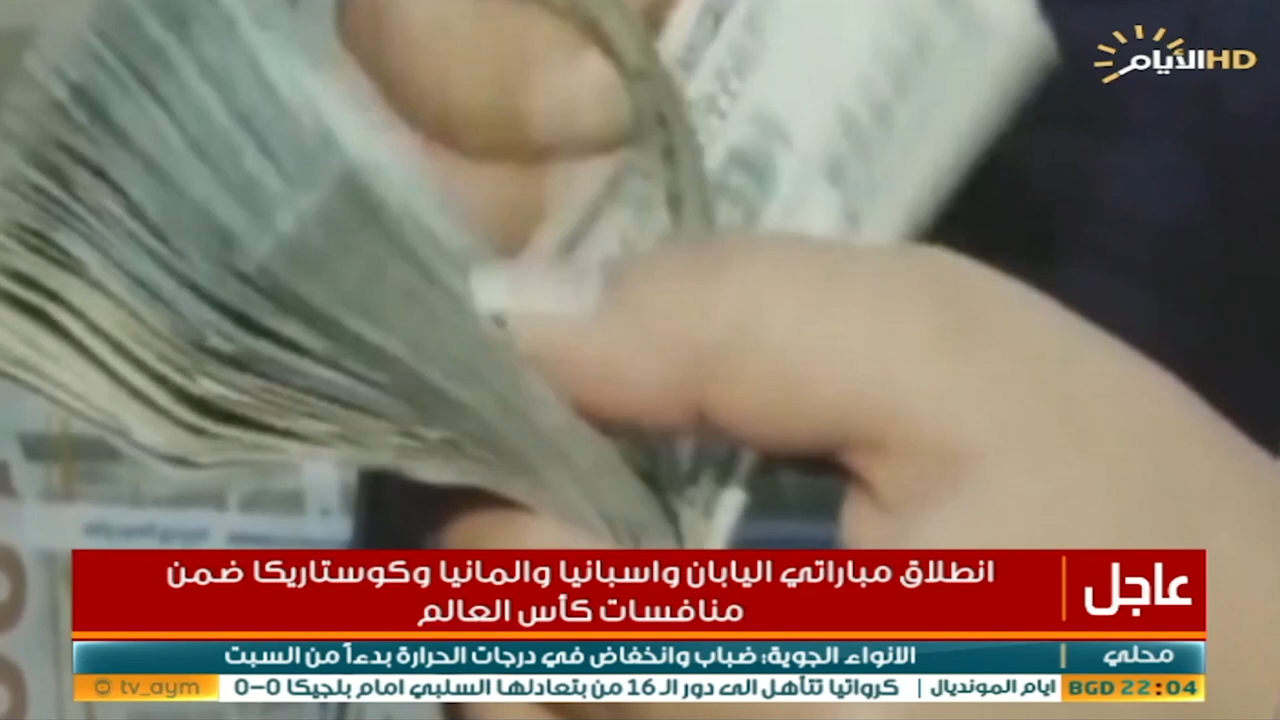 الأيام HD
عاجل
انطلاق مباراتي اليابان واسبانيا والمانيا وكوستاريكا ضمن
منافسات كأس العالم
محلي
الانواء الجوية: ضباب وانخفاض في درجات الحرارة بدءاً من السبت
BGD 22:04
ايام المونديال | كرواتيا تتأهل الى دور الـ 16 من بتعادلها السلبي امام بلجيكا 0-0
tv_aym